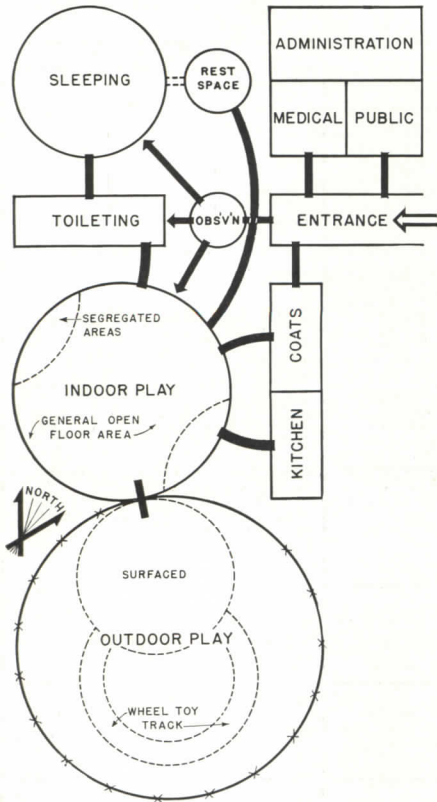 ADMINISTRATION
SLEEPING
REST
SPACE
MEDICAL
PUBLIC
TOILETING
OBS'V'N
ENTRANCE
SEGREGATED
AREAS
COATS
INDOOR PLAY
GENERAL OPEN
FLOOR AREA
KITCHEN
NORTH
SURFACED
OUTDOOR PLAY
WHEEL TOY
TRACK